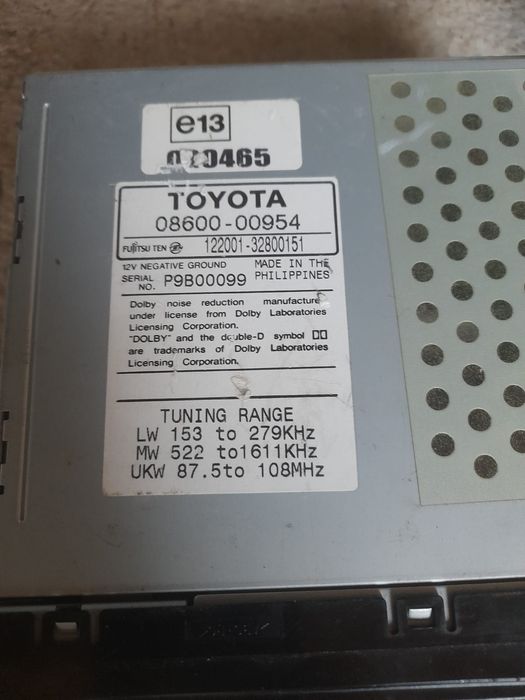 e13
020465
TOYOTA
08600-00954
FUJITSU TEN 122001-32800151
12V NEGATIVE GROUND MADE IN THE
SERIAL NO. P9B00099 PHILIPPINES
Dolby noise reduction manufacture
under license from Dolby Laboratories
Licensing Corporation.
"DOLBY" and the double-D symbol
are trademarks of Dolby Laboratories
Licensing Corporation.
TUNING RANGE
LW 153 to 279KHz
MW 522 to1611KHz
UKW 87.5to 108MHz